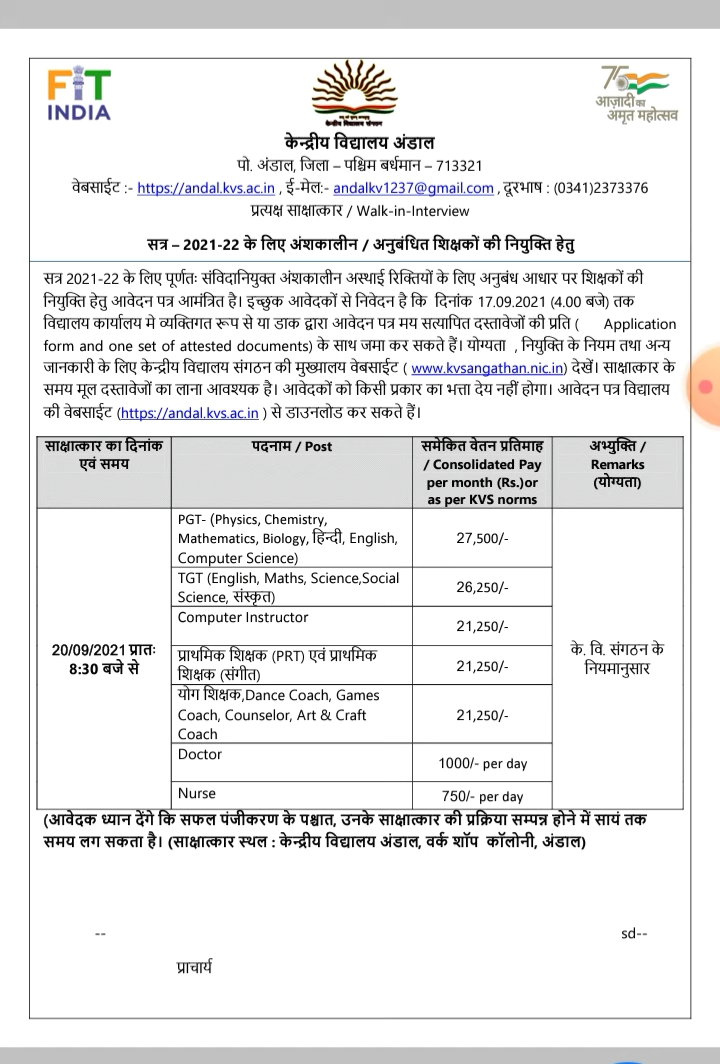 FiT
INDIA
75
आज़ादी का
अमृत महोत्सव
केन्द्रीय विद्यालय संगठन
केन्द्रीय विद्यालय अंडाल
पो. अंडाल, जिला – पश्चिम बर्धमान – 713321
वेबसाईट :- https://andal.kvs.ac.in , ई-मेल:- andalkv1237@gmail.com , दूरभाष : (0341)2373376
प्रत्यक्ष साक्षात्कार / Walk-in-Interview
सत्र – 2021-22 के लिए अंशकालीन / अनुबंधित शिक्षकों की नियुक्ति हेतु
सत्र 2021-22 के लिए पूर्णतः संविदानियुक्त अंशकालीन अस्थाई रिक्तियों के लिए अनुबंध आधार पर शिक्षकों की
नियुक्ति हेतु आवेदन पत्र आमंत्रित है। इच्छुक आवेदकों से निवेदन है कि दिनांक 17.09.2021 (4.00 बजे) तक
विद्यालय कार्यालय मे व्यक्तिगत रूप से या डाक द्वारा आवेदन पत्र मय सत्यापित दस्तावेजों की प्रति ( Application
form and one set of attested documents) के साथ जमा कर सकते हैं। योग्यता , नियुक्ति के नियम तथा अन्य
जानकारी के लिए केन्द्रीय विद्यालय संगठन की मुख्यालय वेबसाईट ( www.kvsangathan.nic.in) देखें। साक्षात्कार के
समय मूल दस्तावेजों का लाना आवश्यक है। आवेदकों को किसी प्रकार का भत्ता देय नहीं होगा। आवेदन पत्र विद्यालय
की वेबसाईट (https://andal.kvs.ac.in ) से डाउनलोड कर सकते हैं।
साक्षात्कार का दिनांक
एवं समय
पदनाम / Post
समेकित वेतन प्रतिमाह
/ Consolidated Pay
per month (Rs.)or
as per KVS norms
अभ्युक्ति /
Remarks
(योग्यता)
20/09/2021 प्रातः
8:30 बजे से
PGT- (Physics, Chemistry,
Mathematics, Biology, हिन्दी, English,
Computer Science)
27,500/-
TGT (English, Maths, Science,Social
Science, संस्कृत)
26,250/-
Computer Instructor
21,250/-
प्राथमिक शिक्षक (PRT) एवं प्राथमिक
शिक्षक (संगीत)
21,250/-
योग शिक्षक,Dance Coach, Games
Coach, Counselor, Art & Craft
Coach
21,250/-
Doctor
1000/- per day
Nurse
750/- per day
के. वि. संगठन के
नियमानुसार
(आवेदक ध्यान देंगे कि सफल पंजीकरण के पश्चात, उनके साक्षात्कार की प्रक्रिया सम्पन्न होने में सायं तक
समय लग सकता है। (साक्षात्कार स्थल : केन्द्रीय विद्यालय अंडाल, वर्क शॉप कॉलोनी, अंडाल)
-- sd--
प्राचार्य